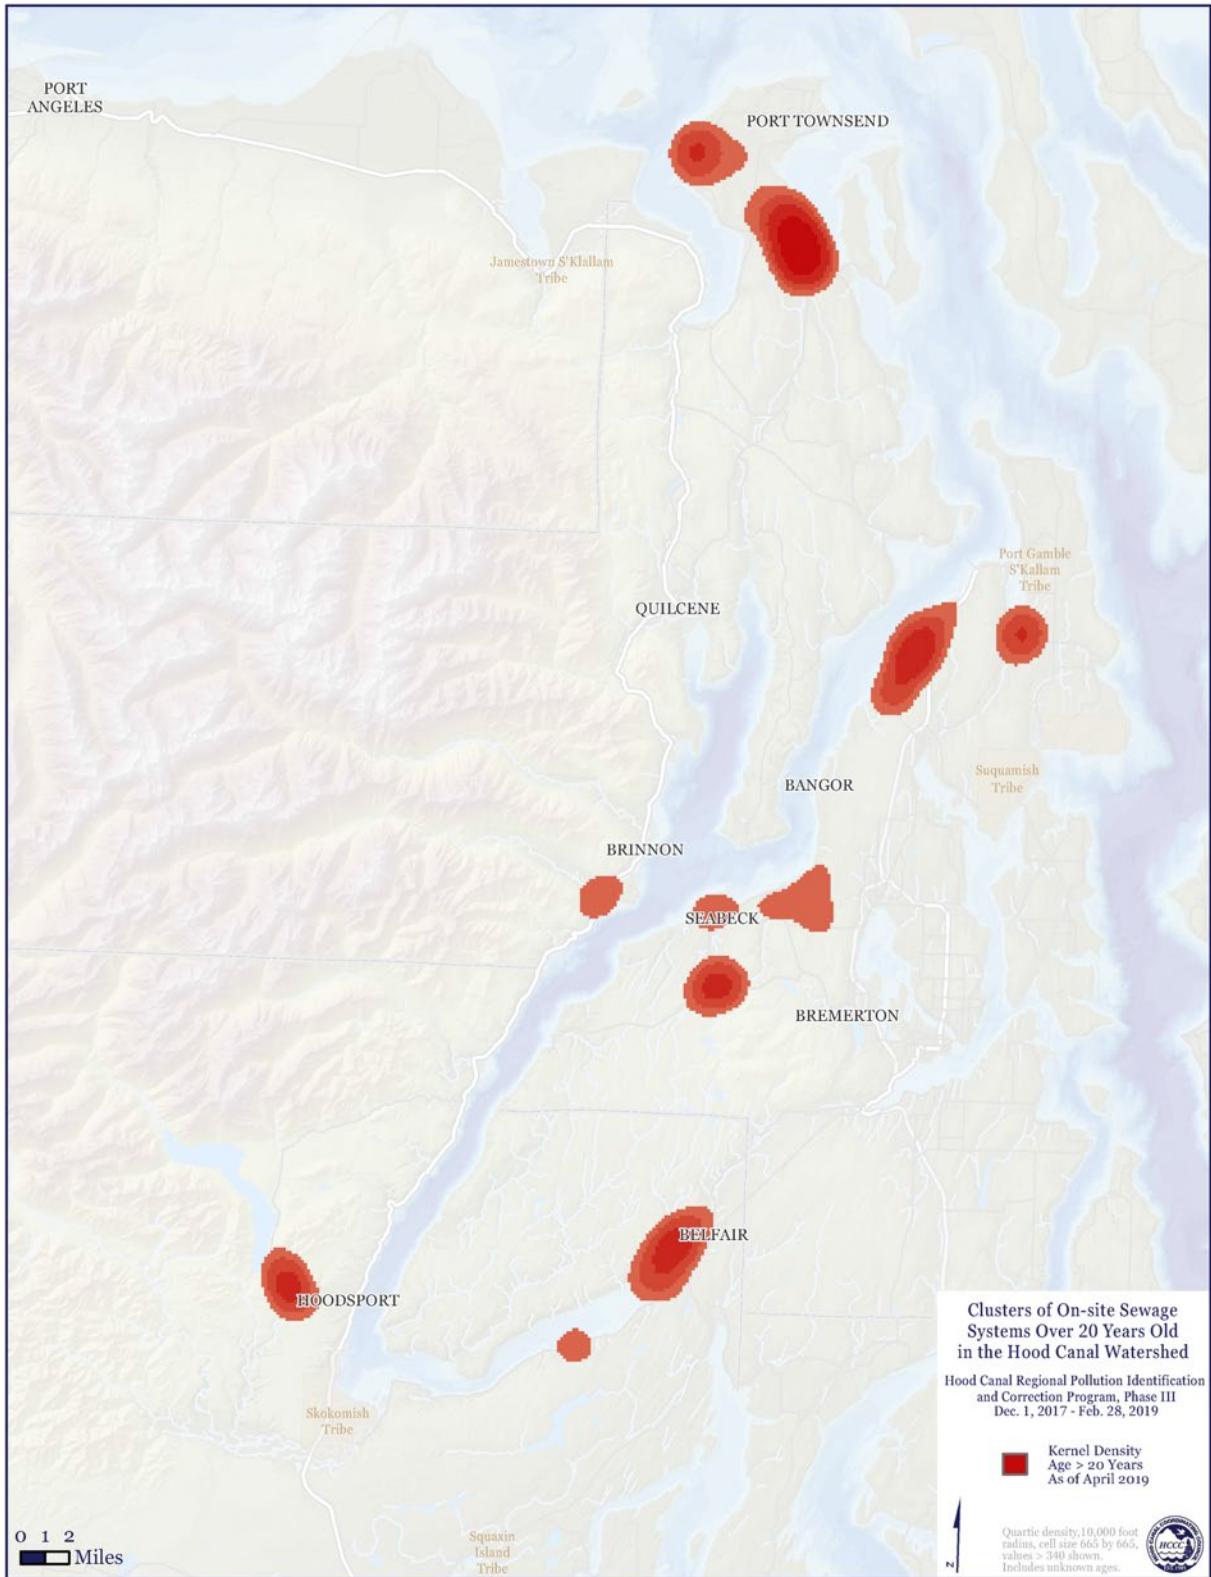 PORT
ANGELES
PORT TOWNSEND
Jamestown S'Klallam
Tribe
Port Gamble
S'Kallam
Tribe
QUILCENE
Suquamish
Tribe
BANGOR
BRINNON
SEABECK
BREMERTON
BELFAIR
HOODSPORT
Skokomish
Tribe
Squaxin
Island
Tribe
0 1 2
Miles
Clusters of On-site Sewage
Systems Over 20 Years Old
in the Hood Canal Watershed
Hood Canal Regional Pollution Identification
and Correction Program, Phase III
Dec. 1, 2017 - Feb. 28, 2019
Kernel Density
Age > 20 Years
As of April 2019
N
Quartic density,10,000 foot
radius, cell size 665 by 665,
values > 340 shown.
Includes unknown ages.
HOOD CANAL COORDINATING COUNCIL
HCCC